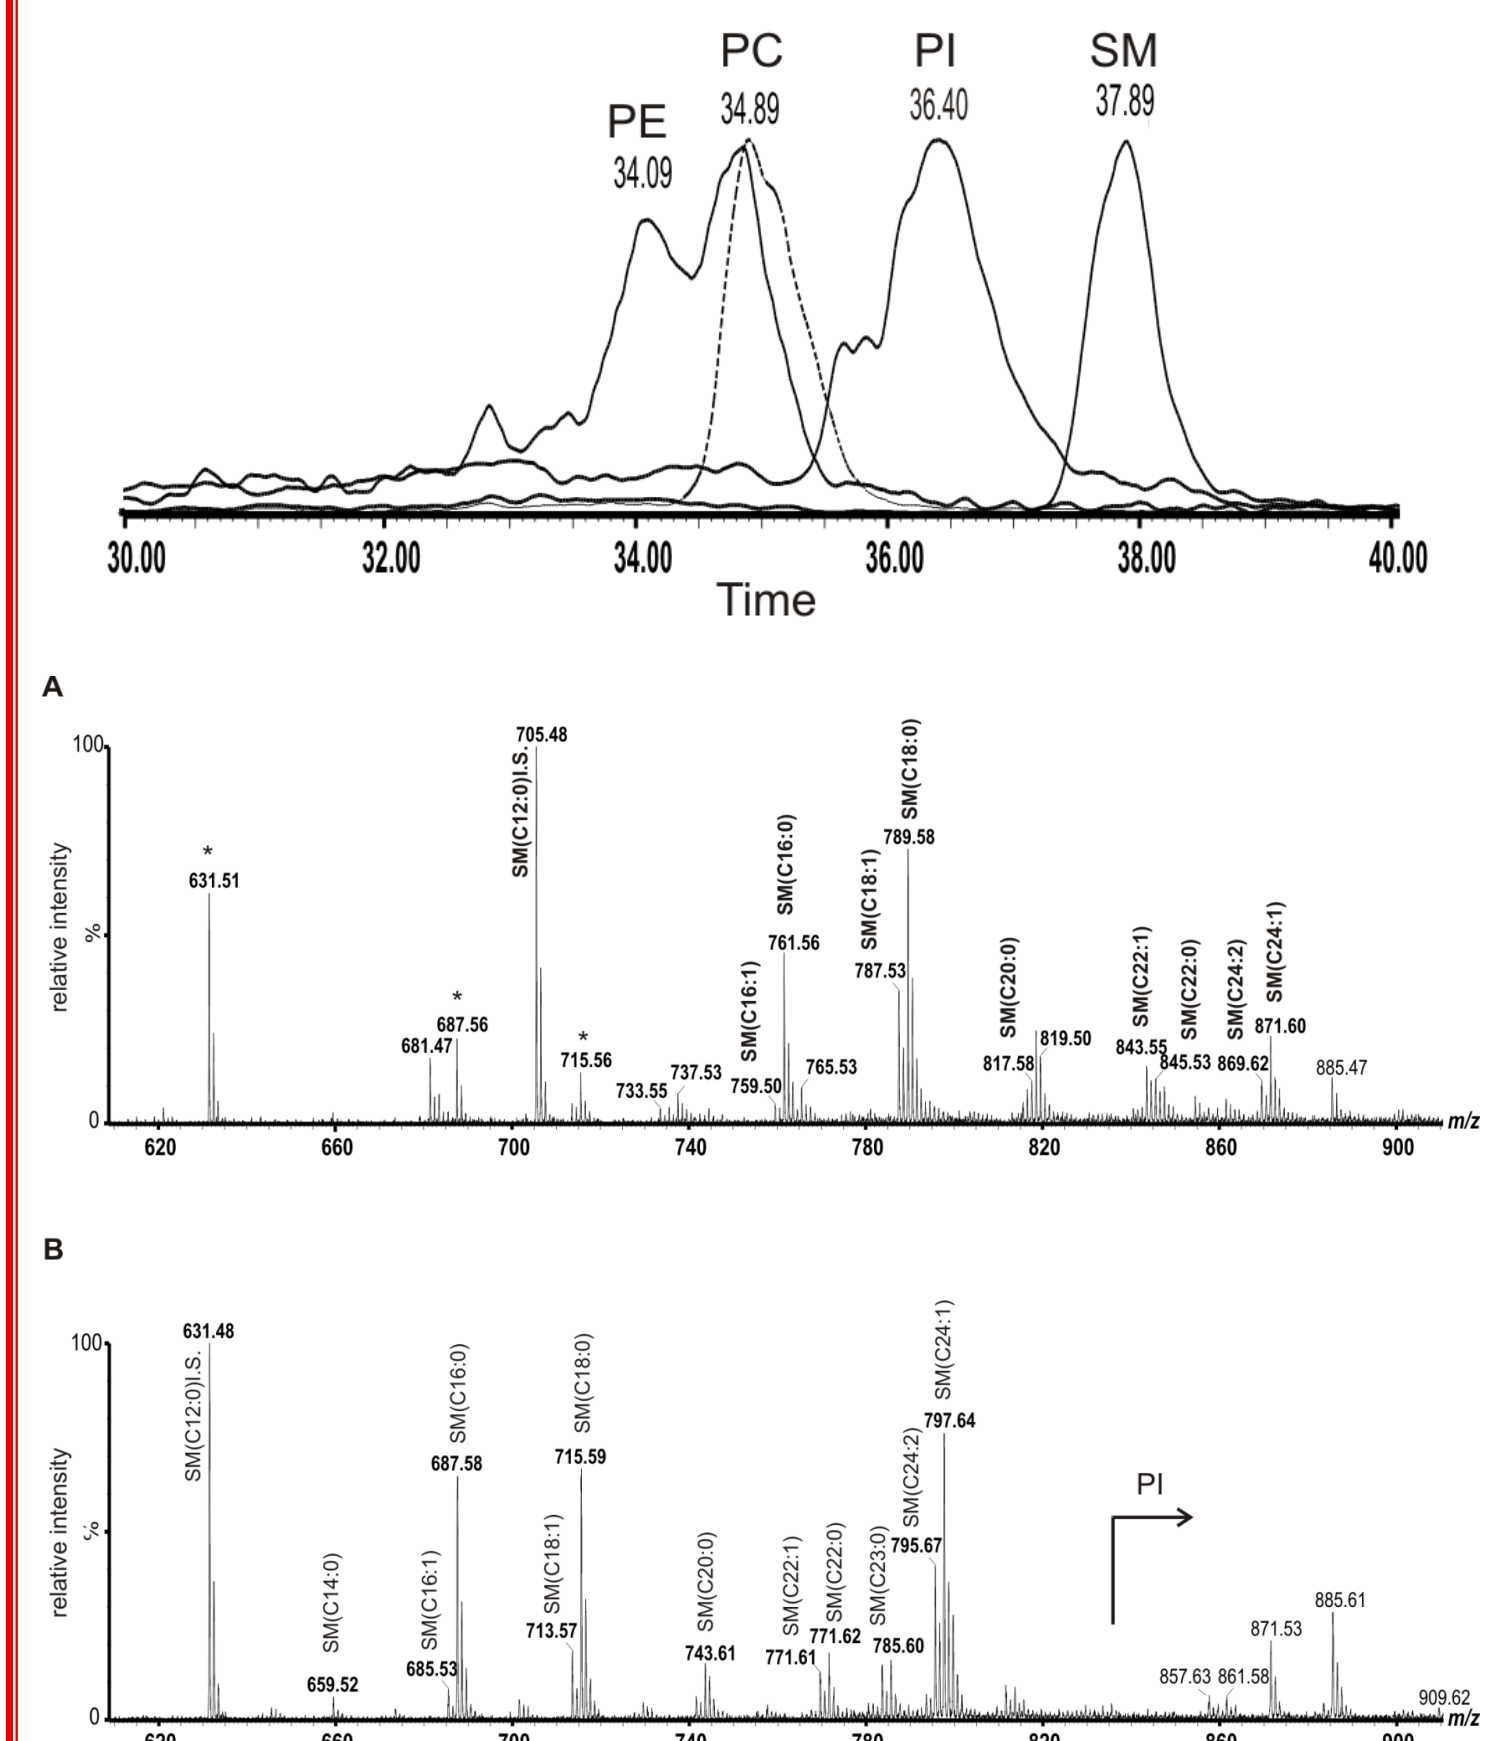 PE
34.09
PC
34.89
PI
36.40
SM
37.89
30.00 32.00 34.00 36.00 38.00 40.00
Time
A
100
%
0
relative intensity
*
631.51
681.47
*
687.56
SM(C12:0)I.S.
705.48
*
715.56
733.55
737.53
SM(C16:1)
759.50
SM(C16:0)
761.56
765.53
SM(C18:1)
787.53
SM(C18:0)
789.58
SM(C20:0)
817.58
819.50
SM(C22:1)
843.55
SM(C22:0)
845.53
SM(C24:2)
869.62
SM(C24:1)
871.60
885.47
620 660 700 740 780 820 860 900
m/z
B
100
%
0
relative intensity
SM(C12:0)I.S.
631.48
SM(C14:0)
659.52
SM(C16:1)
685.53
SM(C16:0)
687.58
SM(C18:1)
713.57
SM(C18:0)
715.59
SM(C20:0)
743.61
SM(C22:1)
771.61
SM(C22:0)
771.62
SM(C23:0)
785.60
SM(C24:2)
795.67
SM(C24:1)
797.64
PI
857.63
861.58
871.53
885.61
909.62
620 660 700 740 780 820 860 900
m/z